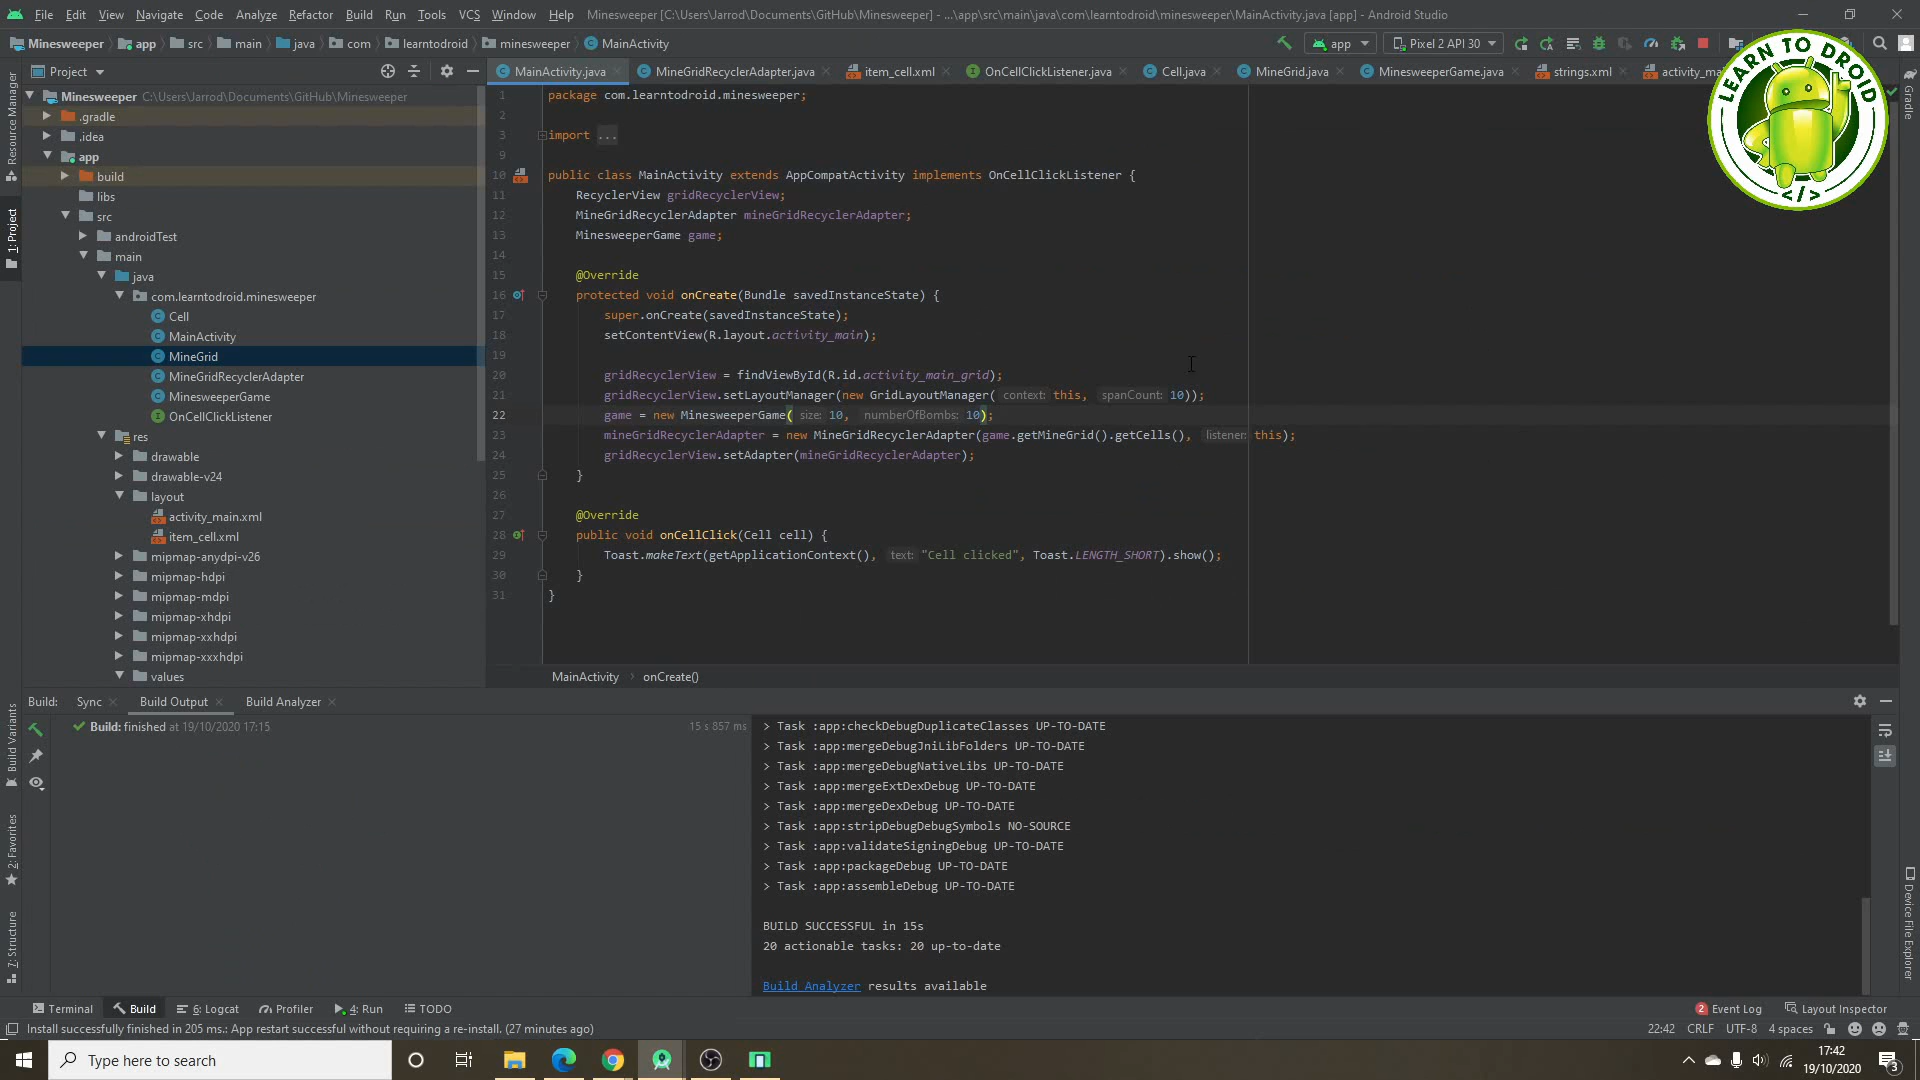 File Edit View Navigate Code Analyze Refactor Build Run Tools VCS Window Help Minesweeper [C:\Users\Jarrod\Documents\GitHub\Minesweeper] - ...\app\src\main\java\com\learntodroid\minesweeper\MainActivity.java [app] - Android Studio
Minesweeper app src main java com learntodroid minesweeper MainActivity app Pixel 2 API 30
Project MainActivity.java MineGridRecyclerAdapter.java item_cell.xml OnCellClickListener.java Cell.java MineGrid.java MinesweeperGame.java strings.xml activity_ma
LEARN TO DROID
</>
Resource Manager
1: Project
Build Variants
2: Favorites
7: Structure
Gradle
Device File Explorer
Minesweeper C:\Users\Jarrod\Documents\GitHub\Minesweeper
.gradle
.idea
app
build
libs
src
androidTest
main
java
com.learntodroid.minesweeper
Cell
MainActivity
MineGrid
MineGridRecyclerAdapter
MinesweeperGame
OnCellClickListener
res
drawable
drawable-v24
layout
activity_main.xml
item_cell.xml
mipmap-anydpi-v26
mipmap-hdpi
mipmap-mdpi
mipmap-xhdpi
mipmap-xxhdpi
mipmap-xxxhdpi
values
1 package com.learntodroid.minesweeper;
2
3 import ...
9
10 public class MainActivity extends AppCompatActivity implements OnCellClickListener {
11 RecyclerView gridRecyclerView;
12 MineGridRecyclerAdapter mineGridRecyclerAdapter;
13 MinesweeperGame game;
14
15 @Override
16 protected void onCreate(Bundle savedInstanceState) {
17 super.onCreate(savedInstanceState);
18 setContentView(R.layout.activity_main);
19
20 gridRecyclerView = findViewById(R.id.activity_main_grid);
21 gridRecyclerView.setLayoutManager(new GridLayoutManager( context: this, spanCount: 10));
22 game = new MinesweeperGame( size: 10, numberOfBombs: 10);
23 mineGridRecyclerAdapter = new MineGridRecyclerAdapter(game.getMineGrid().getCells(), listener: this);
24 gridRecyclerView.setAdapter(mineGridRecyclerAdapter);
25 }
26
27 @Override
28 public void onCellClick(Cell cell) {
29 Toast.makeText(getApplicationContext(), text: "Cell clicked", Toast.LENGTH_SHORT).show();
30 }
31 }
MainActivity › onCreate()
Build: Sync Build Output Build Analyzer
Build: finished at 19/10/2020 17:15 15 s 857 ms
> Task :app:checkDebugDuplicateClasses UP-TO-DATE
> Task :app:mergeDebugJniLibFolders UP-TO-DATE
> Task :app:mergeDebugNativeLibs UP-TO-DATE
> Task :app:mergeExtDexDebug UP-TO-DATE
> Task :app:mergeDexDebug UP-TO-DATE
> Task :app:stripDebugDebugSymbols NO-SOURCE
> Task :app:validateSigningDebug UP-TO-DATE
> Task :app:packageDebug UP-TO-DATE
> Task :app:assembleDebug UP-TO-DATE
BUILD SUCCESSFUL in 15s
20 actionable tasks: 20 up-to-date
Build Analyzer results available
Terminal Build 6: Logcat Profiler 4: Run TODO 2 Event Log Layout Inspector
Install successfully finished in 205 ms.: App restart successful without requiring a re-install. (27 minutes ago) 22:42 CRLF UTF-8 4 spaces
Type here to search
17:42
19/10/2020
3